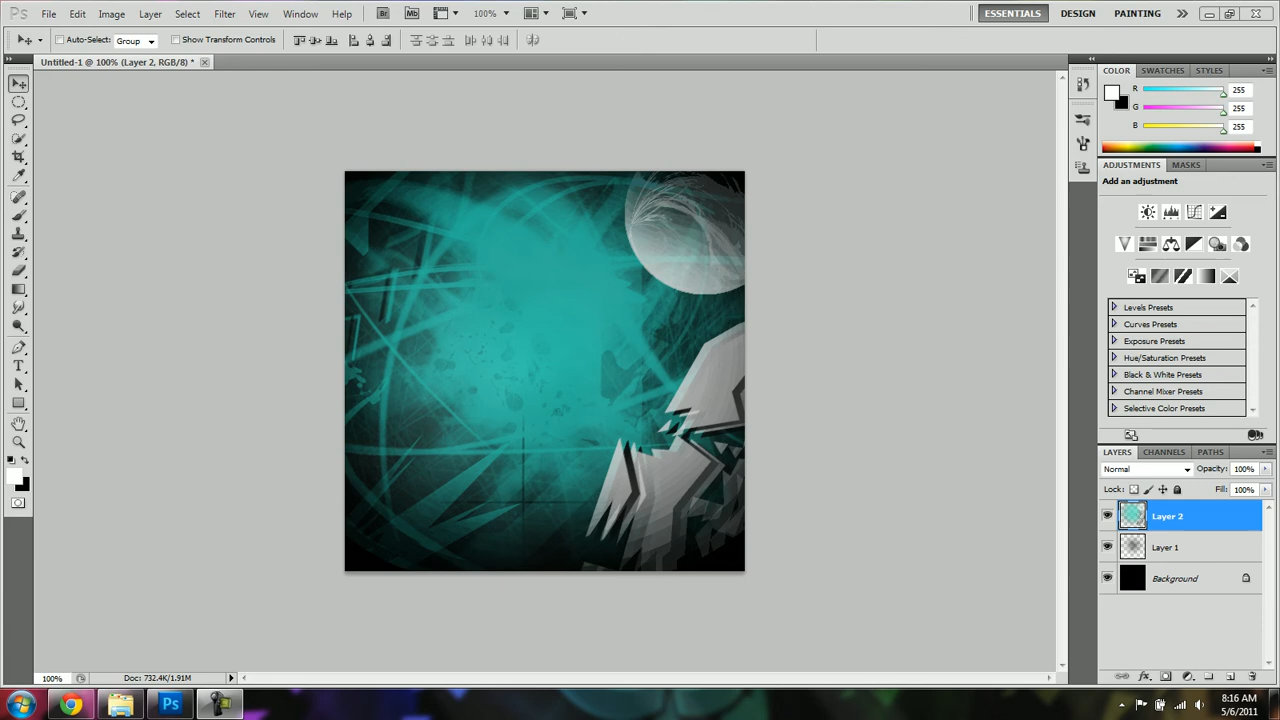 Ps File Edit Image Layer Select Filter View Window Help Br Mb 100% ESSENTIALS DESIGN PAINTING
Auto-Select: Group Show Transform Controls
Untitled-1 @ 100% (Layer 2, RGB/8) *
COLOR SWATCHES STYLES
R 255
G 255
B 255
ADJUSTMENTS MASKS
Add an adjustment
Levels Presets
Curves Presets
Exposure Presets
Hue/Saturation Presets
Black & White Presets
Channel Mixer Presets
Selective Color Presets
LAYERS CHANNELS PATHS
Normal Opacity: 100%
Lock: Fill: 100%
Layer 2
Layer 1
Background
100% Doc: 732.4K/1.91M
Ps
8:16 AM
5/6/2011